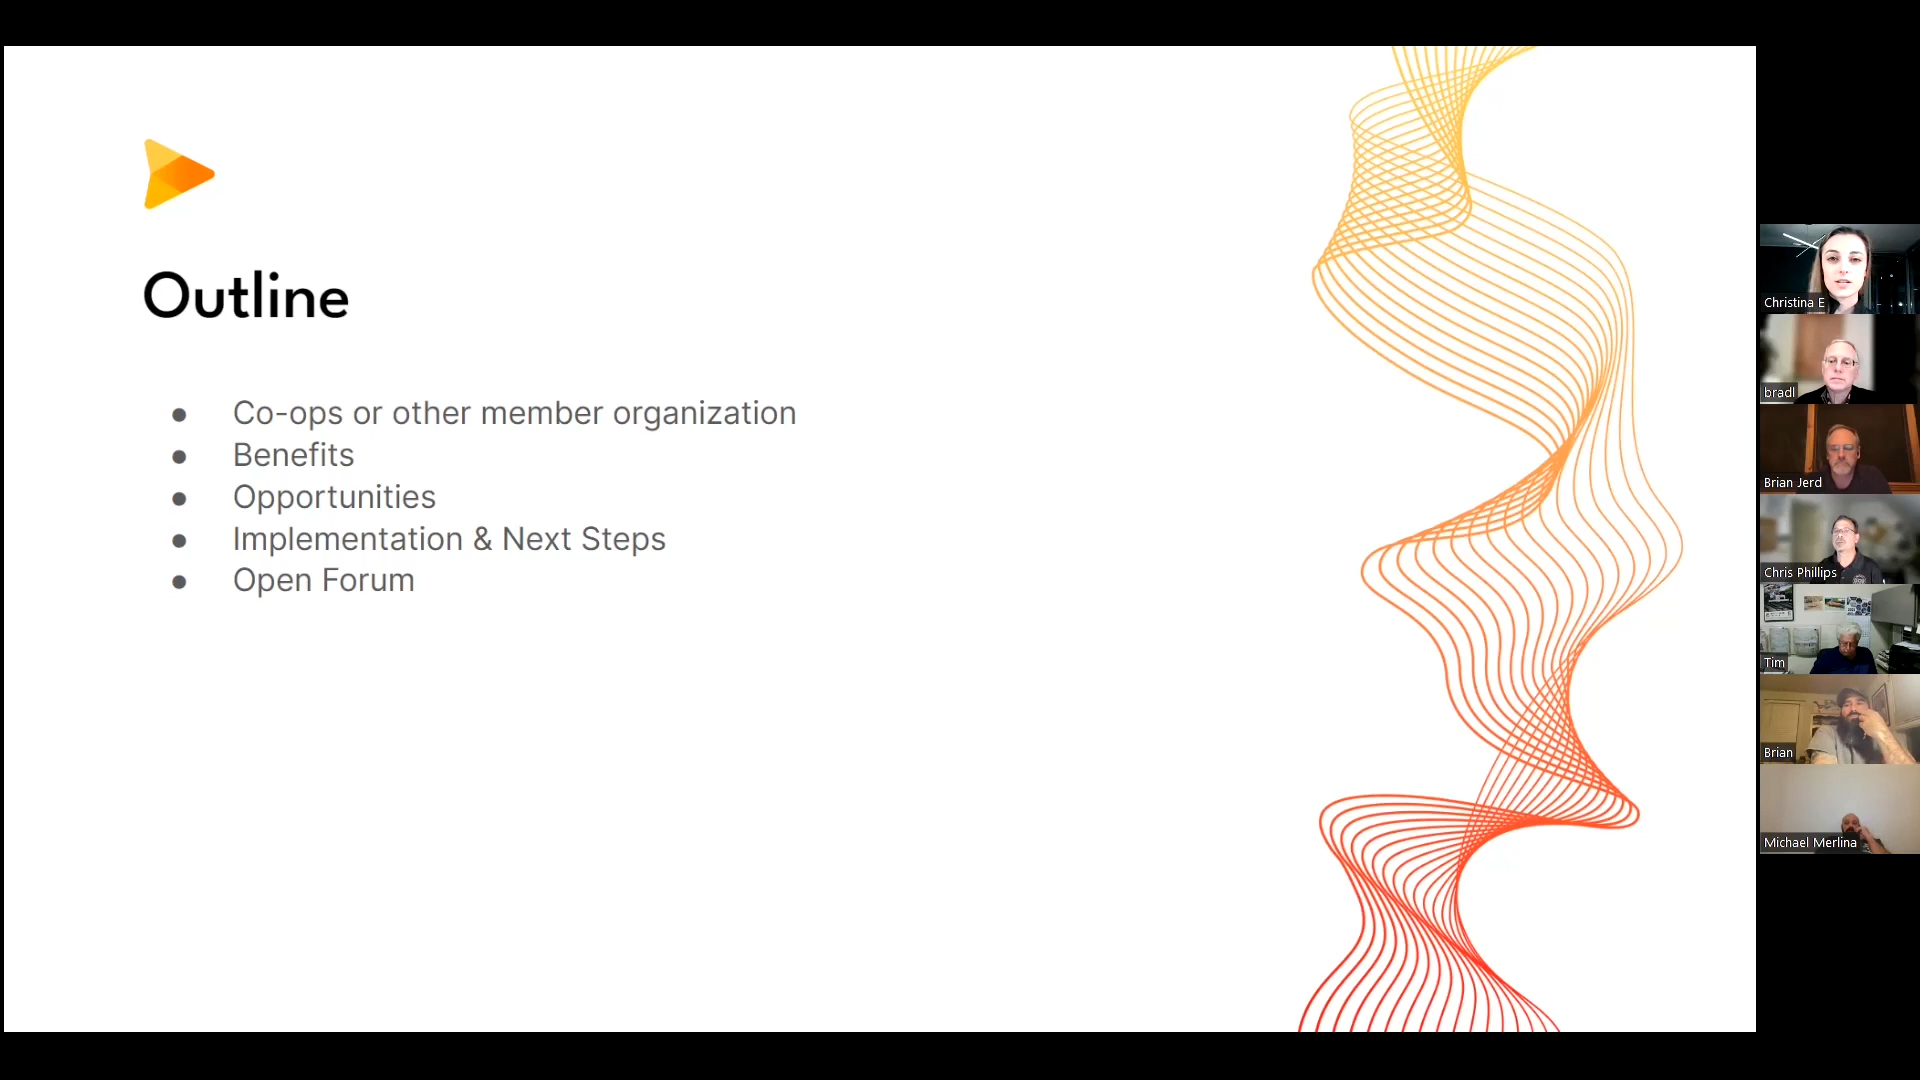 Outline
● Co-ops or other member organization
● Benefits
● Opportunities
● Implementation & Next Steps
● Open Forum
Christina E
bradl
Brian Jerd
Chris Phillips
Tim
Brian
Michael Merlina